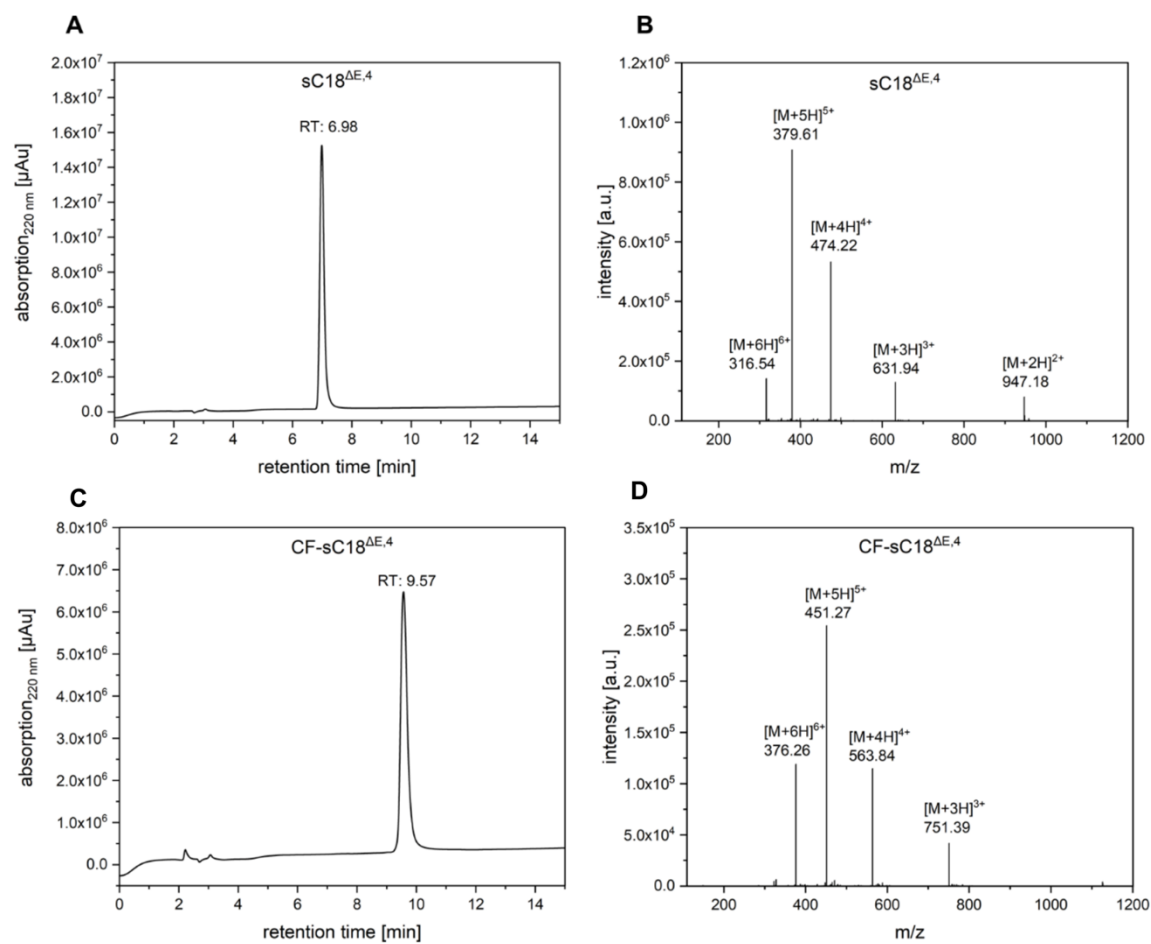 A
sC18^ΔE,4
RT: 6.98
2.0x10⁷
1.8x10⁷
1.6x10⁷
1.4x10⁷
1.2x10⁷
1.0x10⁷
8.0x10⁶
6.0x10⁶
4.0x10⁶
2.0x10⁶
0.0
absorption₂₂₀ ₙₘ [µAu]
0 2 4 6 8 10 12 14
retention time [min]
B
sC18^ΔE,4
1.2x10⁶
1.0x10⁶
8.0x10⁵
6.0x10⁵
4.0x10⁵
2.0x10⁵
0.0
intensity [a.u.]
[M+5H]⁵⁺
379.61
[M+4H]⁴⁺
474.22
[M+6H]⁶⁺
316.54
[M+3H]³⁺
631.94
[M+2H]²⁺
947.18
200 400 600 800 1000 1200
m/z
C
CF-sC18^ΔE,4
RT: 9.57
8.0x10⁶
7.0x10⁶
6.0x10⁶
5.0x10⁶
4.0x10⁶
3.0x10⁶
2.0x10⁶
1.0x10⁶
0.0
absorption₂₂₀ ₙₘ [µAu]
0 2 4 6 8 10 12 14
retention time [min]
D
CF-sC18^ΔE,4
3.5x10⁵
3.0x10⁵
2.5x10⁵
2.0x10⁵
1.5x10⁵
1.0x10⁵
5.0x10⁴
0.0
intensity [a.u.]
[M+5H]⁵⁺
451.27
[M+6H]⁶⁺
376.26
[M+4H]⁴⁺
563.84
[M+3H]³⁺
751.39
200 400 600 800 1000 1200
m/z